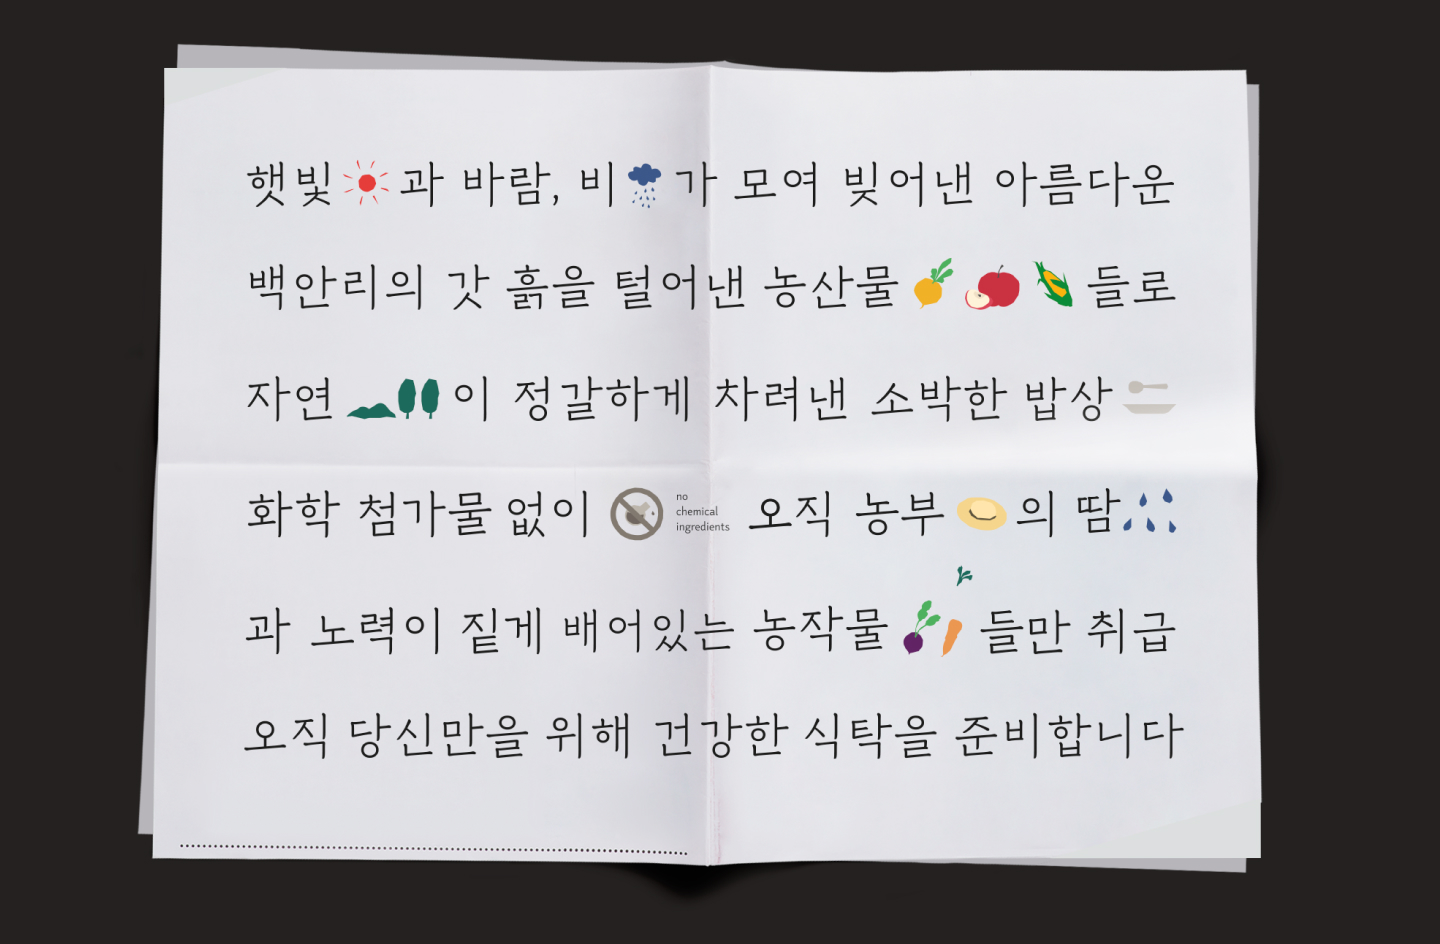 햇빛과 바람, 비가 모여 빚어낸 아름다운
백안리의 갓 흙을 털어낸 농산물들로
자연이 정갈하게 차려낸 소박한 밥상
화학 첨가물 없이 no chemical ingredients 오직 농부의 땀
과 노력이 짙게 배어있는 농작물들만 취급
오직 당신만을 위해 건강한 식탁을 준비합니다